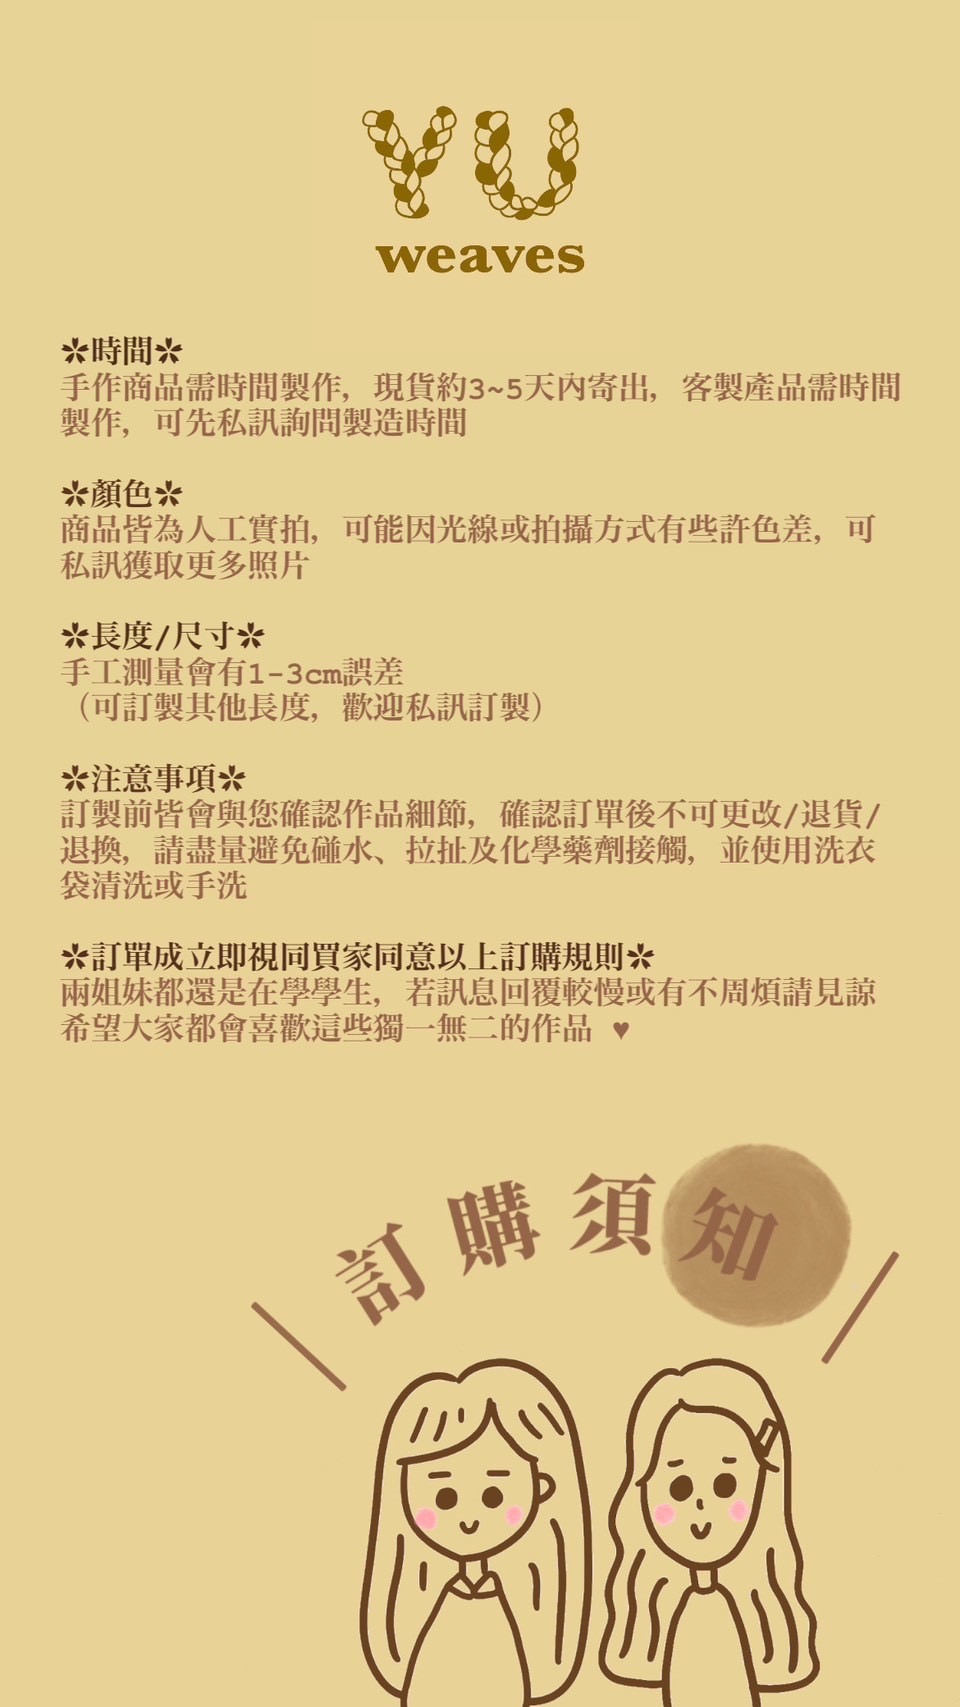 YU
weaves
✲時間✲
手作商品需時間製作，現貨約3~5天內寄出，客製產品需時間
製作，可先私訊詢問製造時間
✲顏色✲
商品皆為人工實拍，可能因光線或拍攝方式有些許色差，可
私訊獲取更多照片
✲長度/尺寸✲
手工測量會有1-3cm誤差
（可訂製其他長度，歡迎私訊訂製）
✲注意事項✲
訂製前皆會與您確認作品細節，確認訂單後不可更改/退貨/
退換，請盡量避免碰水、拉扯及化學藥劑接觸，並使用洗衣
袋清洗或手洗
✲訂單成立即視同買家同意以上訂購規則✲
兩姐妹都還是在學學生，若訊息回覆較慢或有不周煩請見諒
希望大家都會喜歡這些獨一無二的作品 ♥
訂購須知